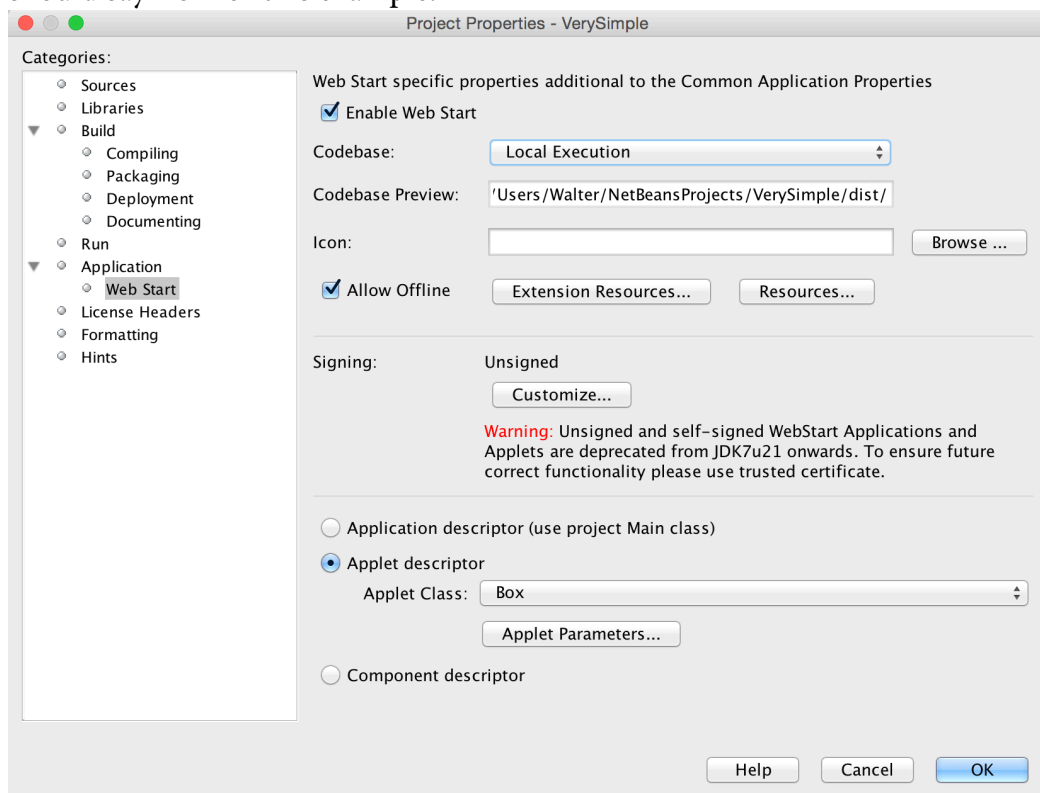 Project Properties - VerySimple
Categories:
Sources
Libraries
Build
Compiling
Packaging
Deployment
Documenting
Run
Application
Web Start
License Headers
Formatting
Hints
Web Start specific properties additional to the Common Application Properties
Enable Web Start
Codebase: Local Execution
Codebase Preview: /Users/Walter/NetBeansProjects/VerySimple/dist/
Icon: Browse ...
Allow Offline Extension Resources... Resources...
Signing: Unsigned
Customize...
Warning: Unsigned and self-signed WebStart Applications and
Applets are deprecated from JDK7u21 onwards. To ensure future
correct functionality please use trusted certificate.
Application descriptor (use project Main class)
Applet descriptor
Applet Class: Box
Applet Parameters...
Component descriptor
Help Cancel OK